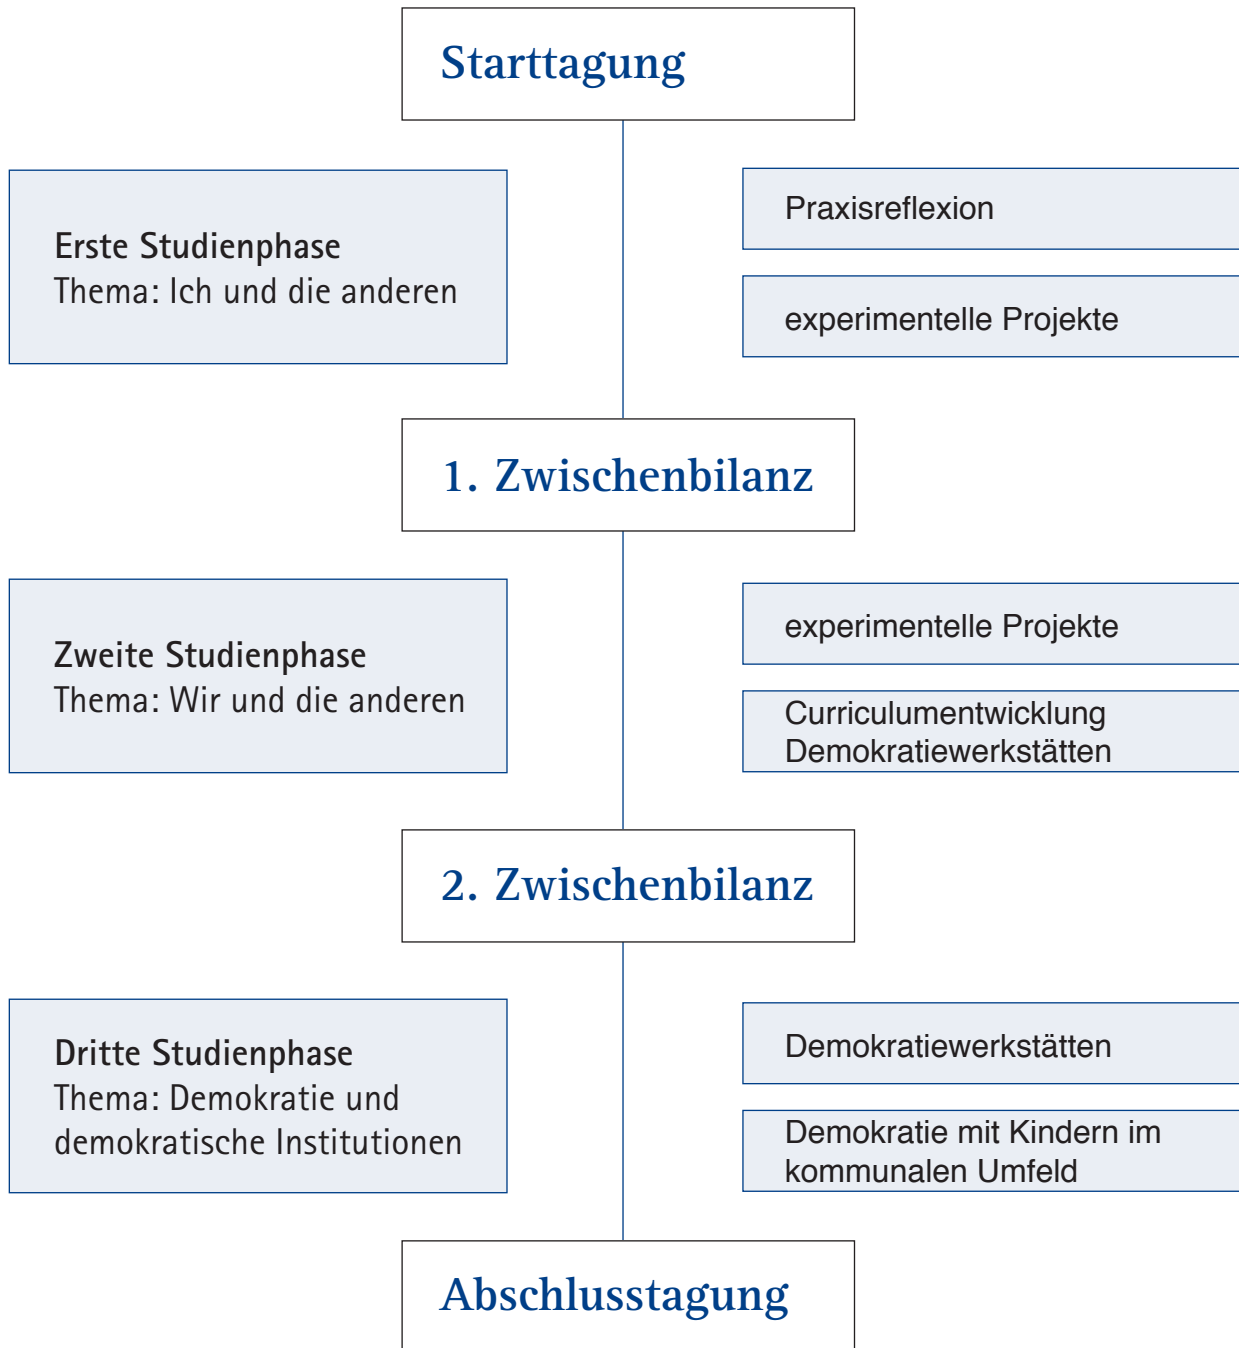 Starttagung
Erste Studienphase
Thema: Ich und die anderen
Praxisreflexion
experimentelle Projekte
1. Zwischenbilanz
Zweite Studienphase
Thema: Wir und die anderen
experimentelle Projekte
Curriculumentwicklung
Demokratiewerkstätten
2. Zwischenbilanz
Dritte Studienphase
Thema: Demokratie und
demokratische Institutionen
Demokratiewerkstätten
Demokratie mit Kindern im
kommunalen Umfeld
Abschlusstagung